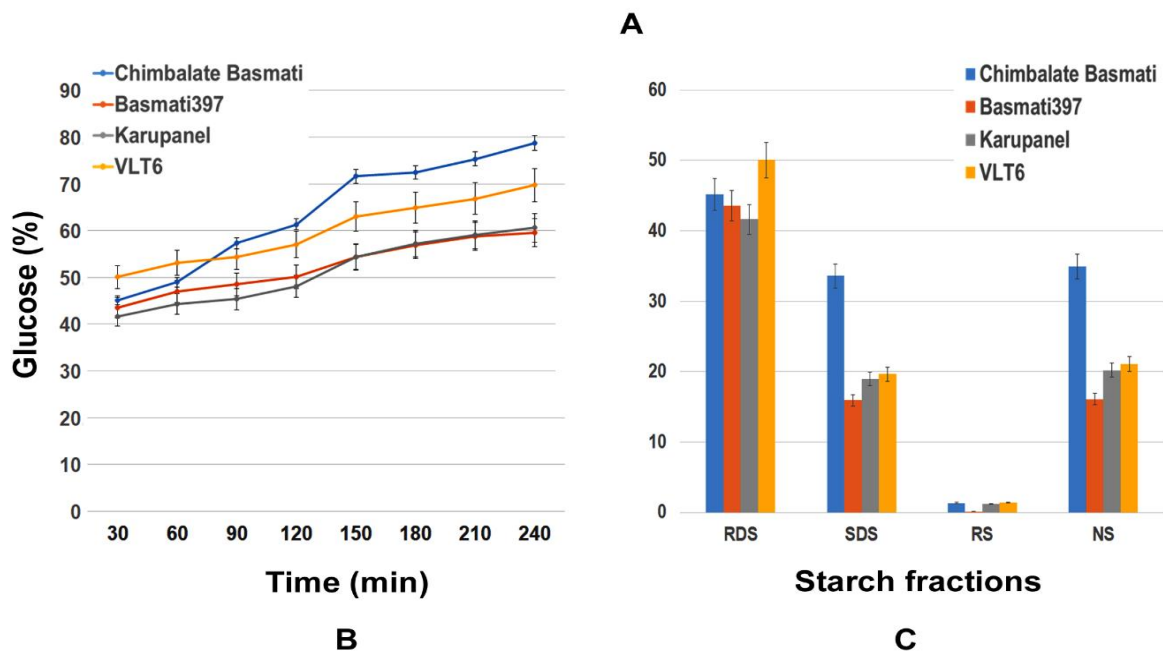 A
Chimbalate Basmati
Basmati397
Karupanel
VLT6
90
80
70
60
50
40
30
20
10
0
30 60 90 120 150 180 210 240
Glucose (%)
Time (min)
B
Chimbalate Basmati
Basmati397
Karupanel
VLT6
60
50
40
30
20
10
0
RDS SDS RS NS
Starch fractions
C